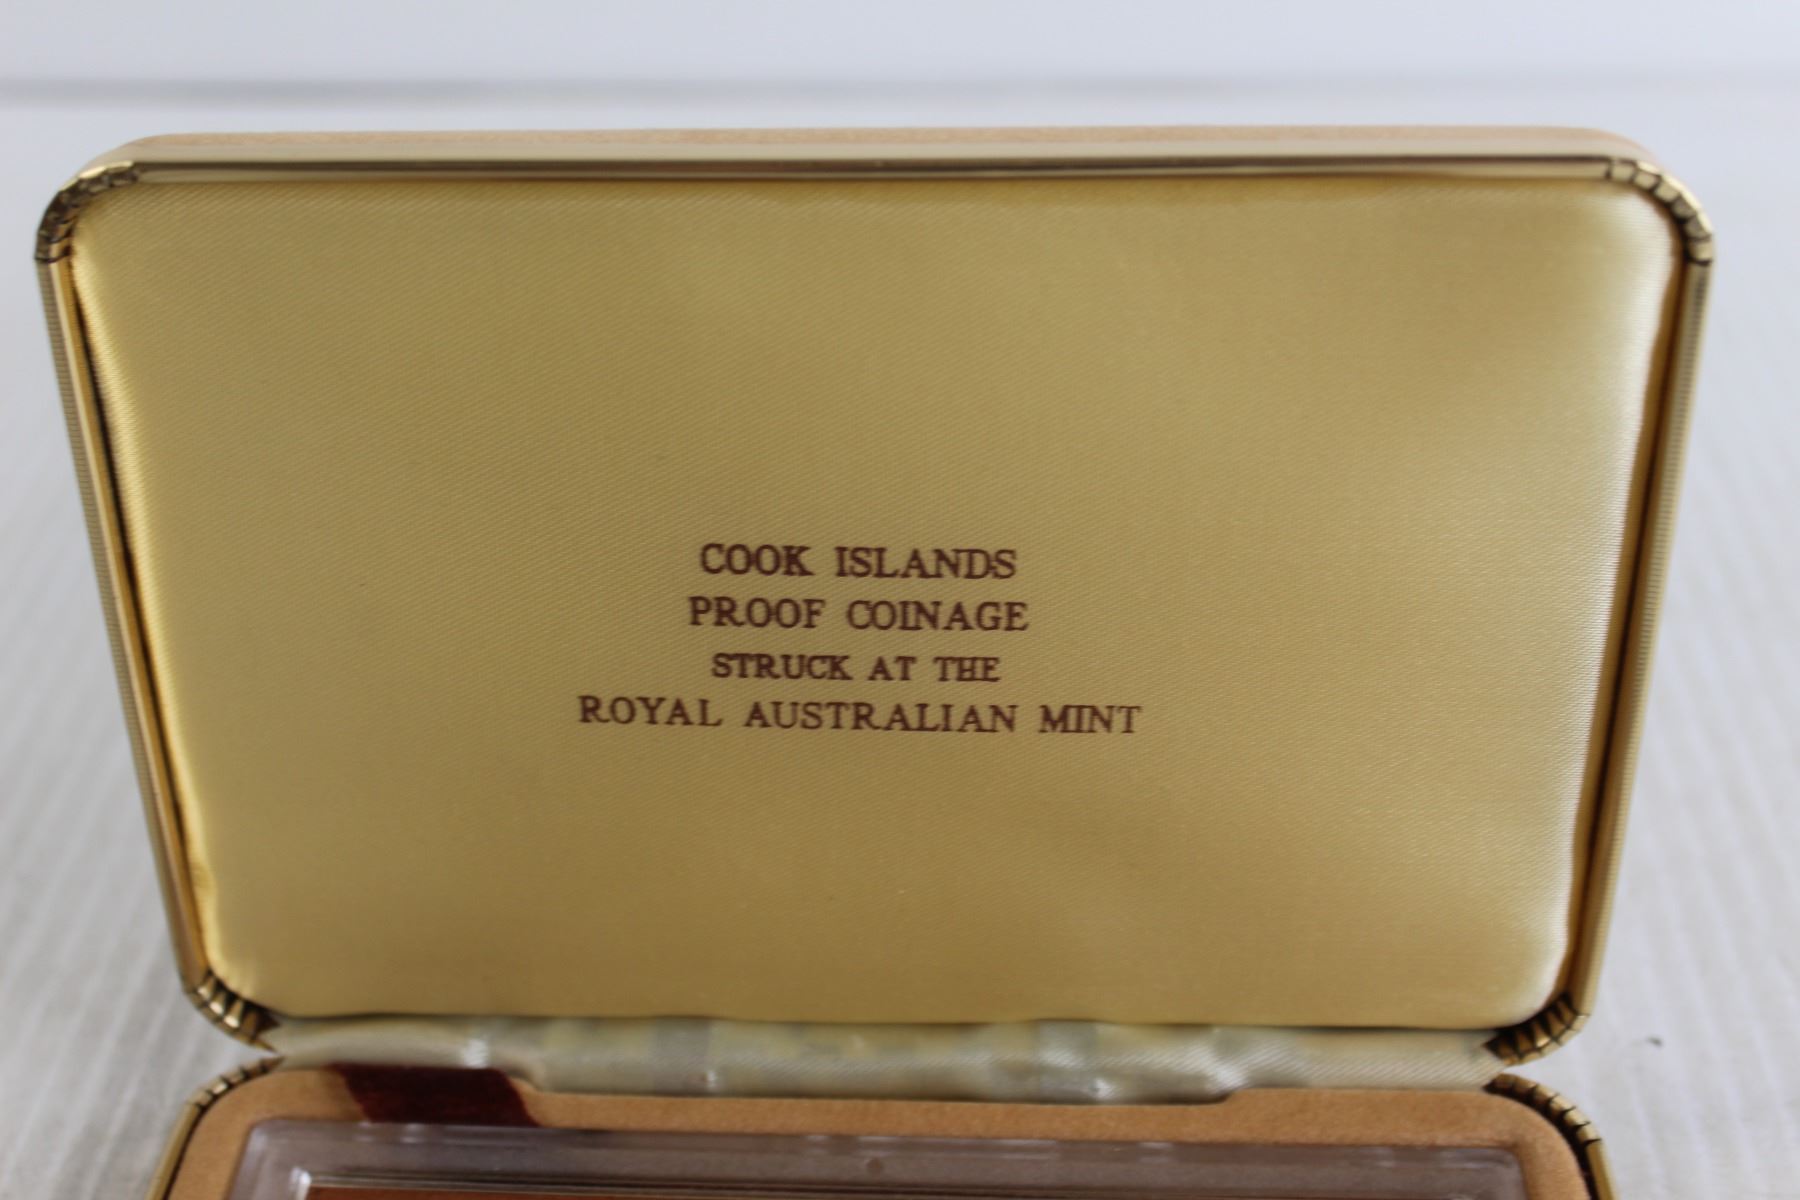 COOK ISLANDS
PROOF COINAGE
STRUCK AT THE
ROYAL AUSTRALIAN MINT